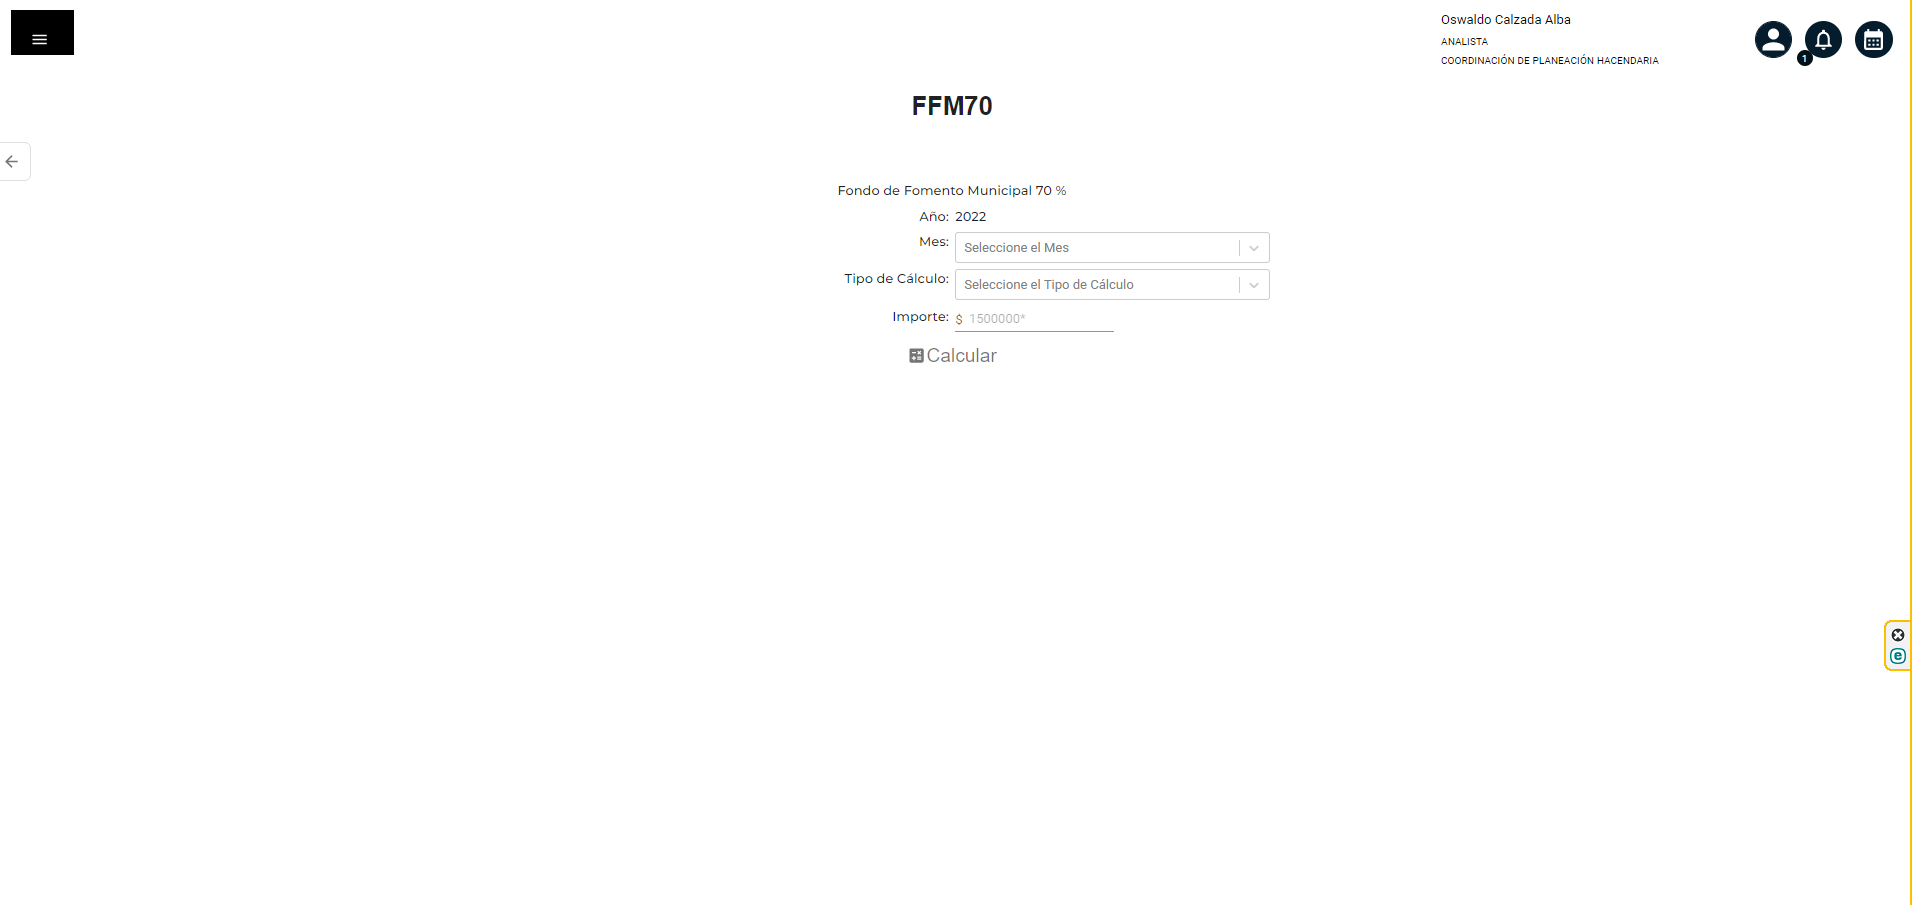 Oswaldo Calzada Alba
ANALISTA
COORDINACIÓN DE PLANEACIÓN HACENDARIA
1
FFM70
Fondo de Fomento Municipal 70 %
Año: 2022
Mes: Seleccione el Mes
Tipo de Cálculo: Seleccione el Tipo de Cálculo
Importe: $ 1500000*
Calcular
e